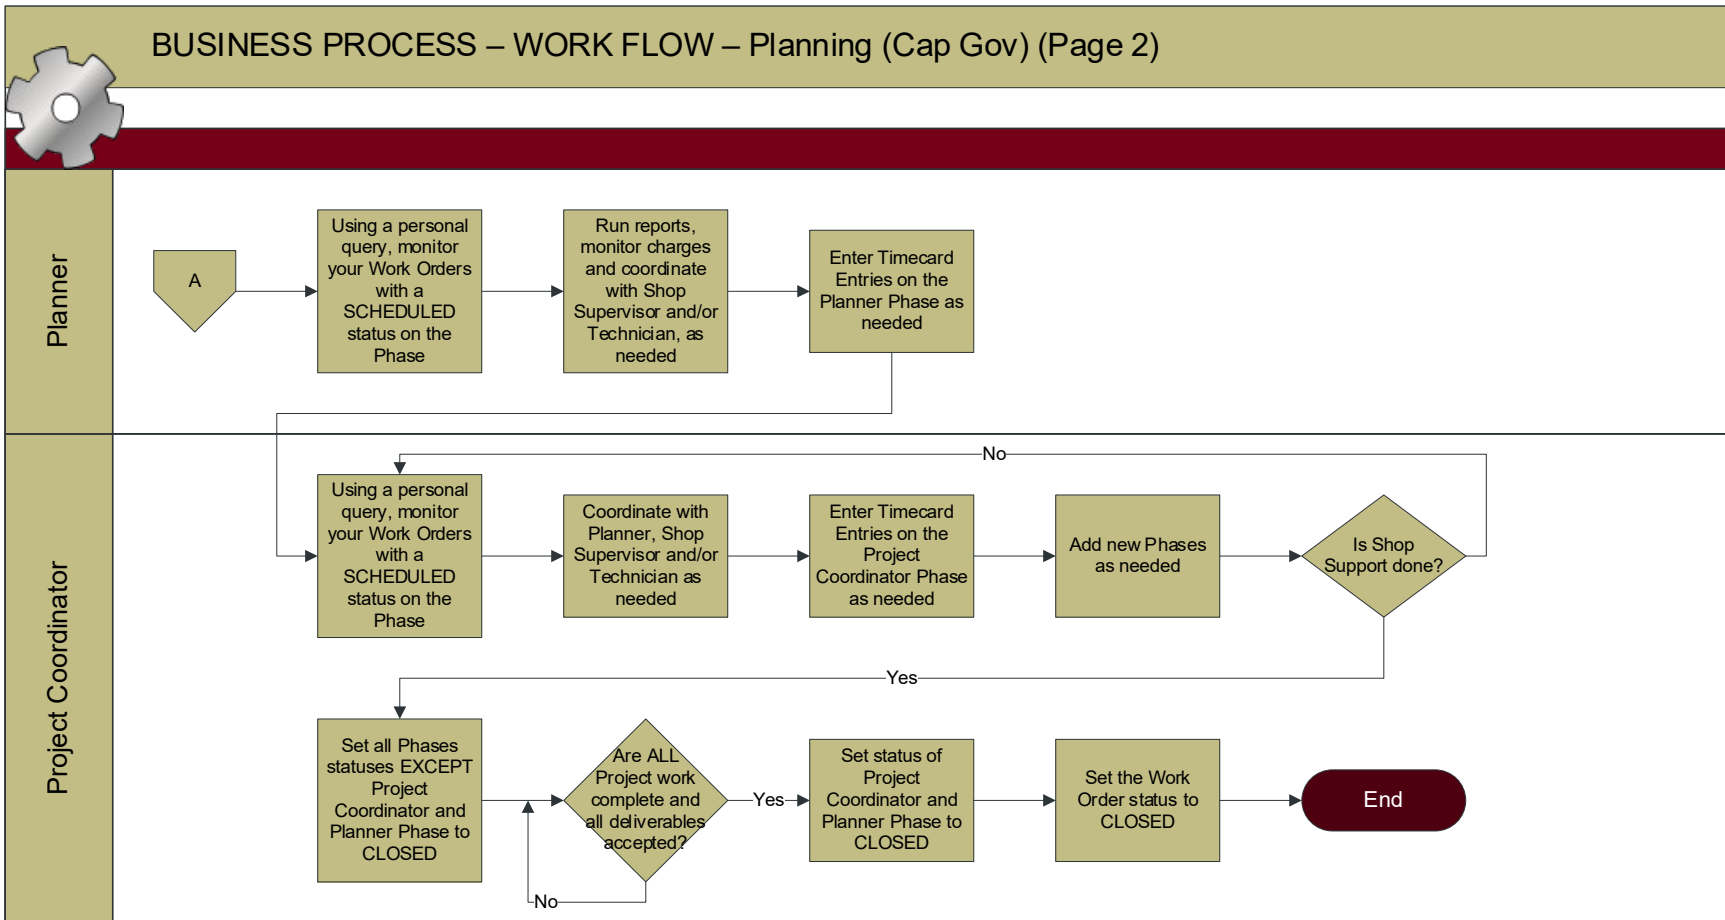 BUSINESS PROCESS – WORK FLOW – Planning (Cap Gov) (Page 2)
Planner
A
Using a personal
query, monitor
your Work Orders
with a
SCHEDULED
status on the
Phase
Run reports,
monitor charges
and coordinate
with Shop
Supervisor and/or
Technician, as
needed
Enter Timecard
Entries on the
Planner Phase as
needed
Project Coordinator
No
Using a personal
query, monitor
your Work Orders
with a
SCHEDULED
status on the
Phase
Coordinate with
Planner, Shop
Supervisor and/or
Technician as
needed
Enter Timecard
Entries on the
Project
Coordinator Phase
as needed
Add new Phases
as needed
Is Shop
Support done?
Yes
Set all Phases
statuses EXCEPT
Project
Coordinator and
Planner Phase to
CLOSED
Are ALL
Project work
complete and
all deliverables
accepted?
Yes
No
Set status of
Project
Coordinator and
Planner Phase to
CLOSED
Set the Work
Order status to
CLOSED
End